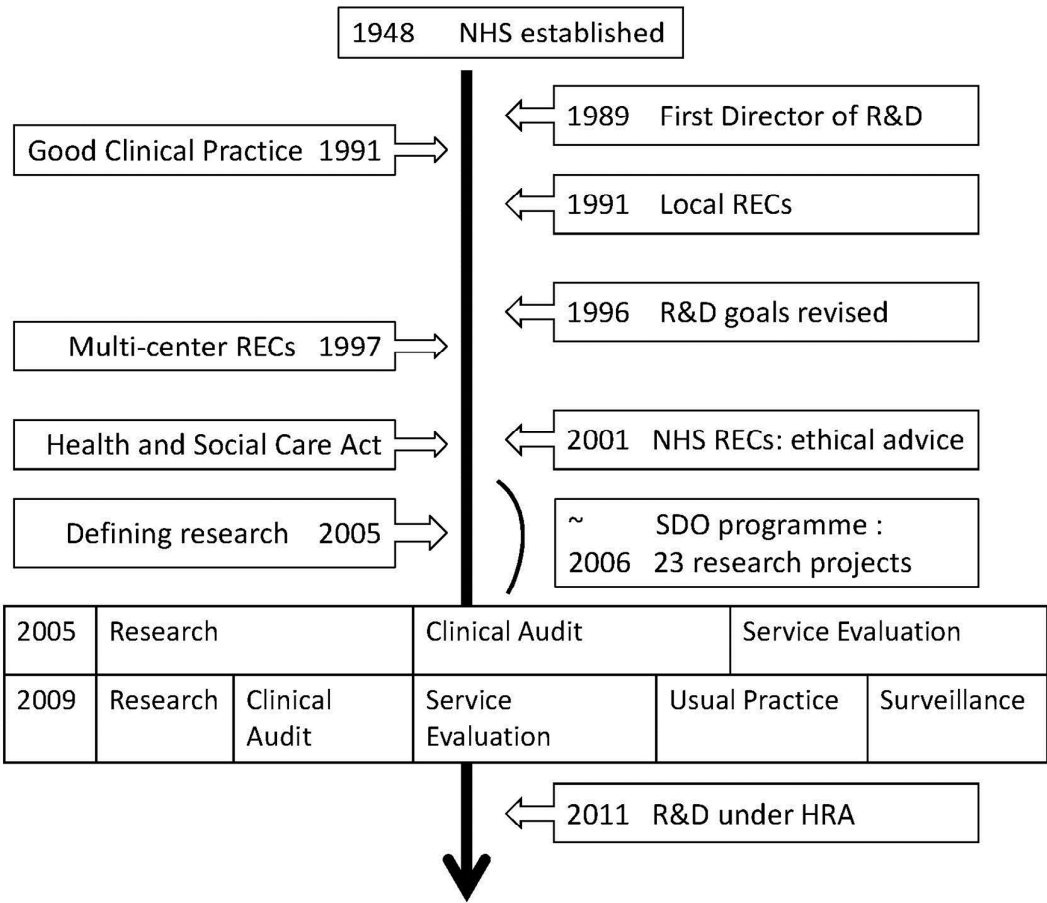 1948 NHS established
1989 First Director of R&D
Good Clinical Practice 1991
1991 Local RECs
1996 R&D goals revised
Multi-center RECs 1997
Health and Social Care Act
2001 NHS RECs: ethical advice
Defining research 2005
~ SDO programme :
2006 23 research projects
2005 Research Clinical Audit Service Evaluation
2009 Research Clinical Service Usual Practice Surveillance
Audit Evaluation
2011 R&D under HRA